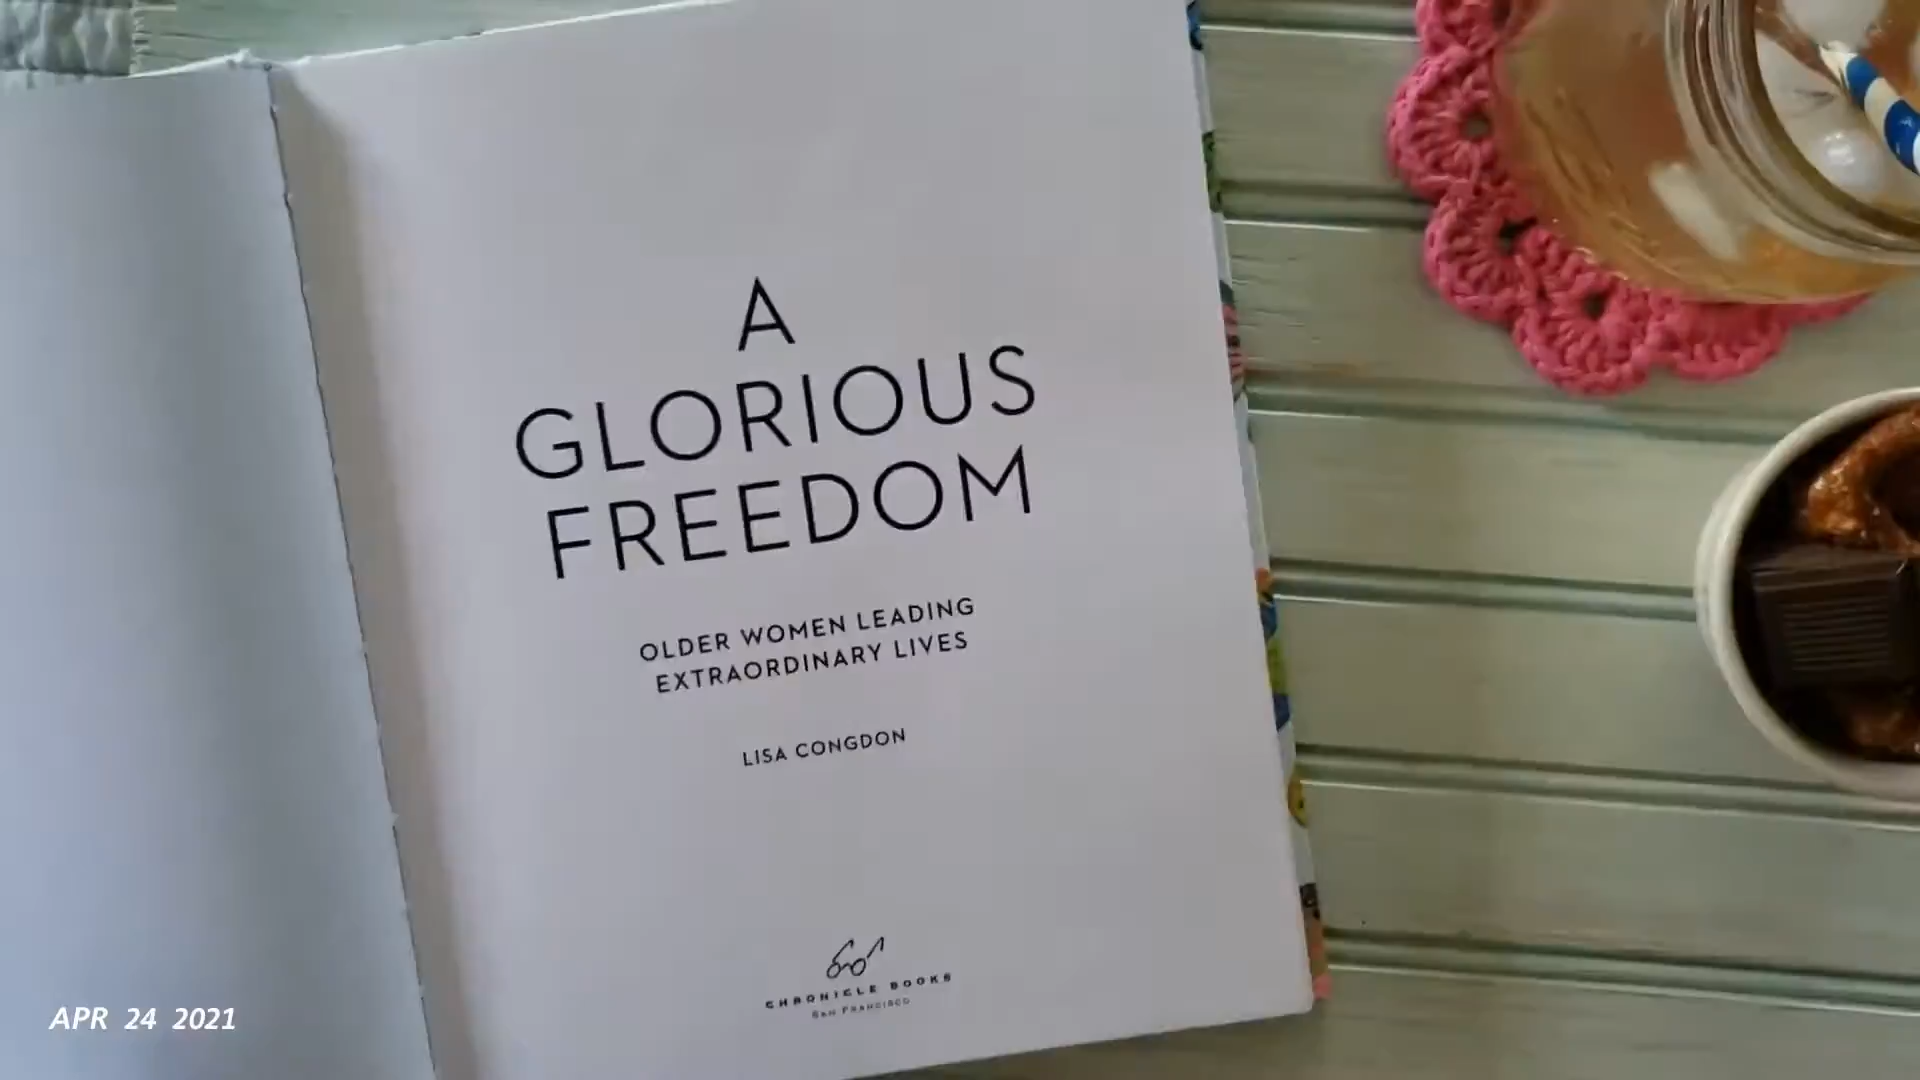 A
GLORIOUS
FREEDOM
OLDER WOMEN LEADING
EXTRAORDINARY LIVES
LISA CONGDON
CHRONICLE BOOKS
SAN FRANCISCO
APR 24 2021